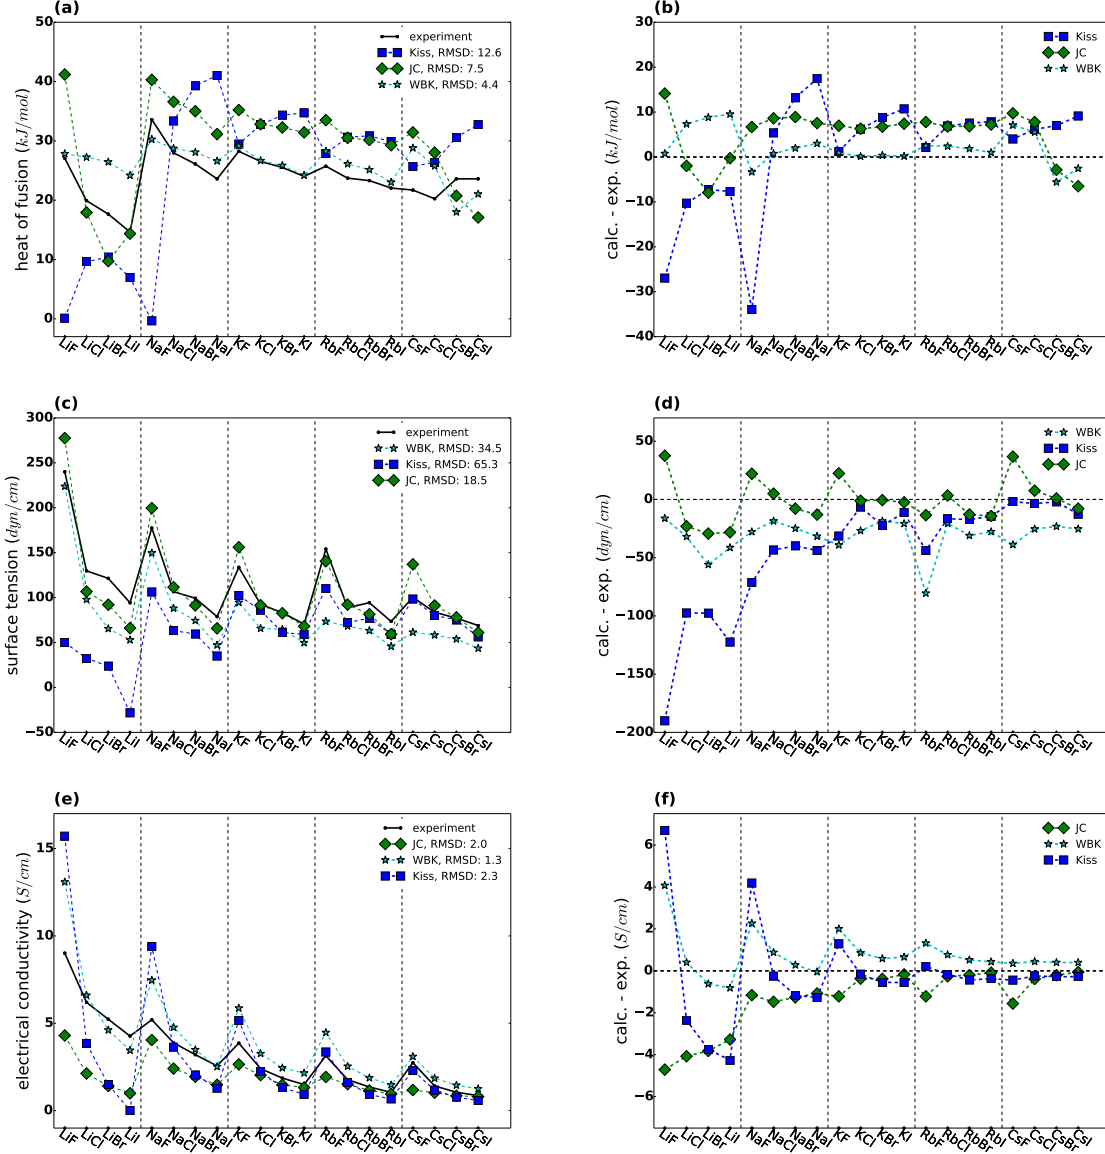 (a)
50
40
30
20
10
0
heat of fusion (kJ/mol)
experiment
Kiss, RMSD: 12.6
JC, RMSD: 7.5
WBK, RMSD: 4.4
LiF LiCl LiBr LiI NaF NaCl NaBr NaI KF KCl KBr KI RbF RbCl RbBr RbI CsF CsCl CsBr CsI
(b)
30
20
10
0
−10
−20
−30
−40
calc. - exp. (kJ/mol)
Kiss
JC
WBK
LiF LiCl LiBr LiI NaF NaCl NaBr NaI KF KCl KBr KI RbF RbCl RbBr RbI CsF CsCl CsBr CsI
(c)
300
250
200
150
100
50
0
−50
surface tension (dyn/cm)
experiment
WBK, RMSD: 34.5
Kiss, RMSD: 65.3
JC, RMSD: 18.5
LiF LiCl LiBr LiI NaF NaCl NaBr NaI KF KCl KBr KI RbF RbCl RbBr RbI CsF CsCl CsBr CsI
(d)
50
0
−50
−100
−150
−200
calc. - exp. (dyn/cm)
WBK
Kiss
JC
LiF LiCl LiBr LiI NaF NaCl NaBr NaI KF KCl KBr KI RbF RbCl RbBr RbI CsF CsCl CsBr CsI
(e)
15
10
5
0
electrical conductivity (S/cm)
experiment
JC, RMSD: 2.0
WBK, RMSD: 1.3
Kiss, RMSD: 2.3
LiF LiCl LiBr LiI NaF NaCl NaBr NaI KF KCl KBr KI RbF RbCl RbBr RbI CsF CsCl CsBr CsI
(f)
6
4
2
0
−2
−4
−6
calc. - exp. (S/cm)
JC
WBK
Kiss
LiF LiCl LiBr LiI NaF NaCl NaBr NaI KF KCl KBr KI RbF RbCl RbBr RbI CsF CsCl CsBr CsI